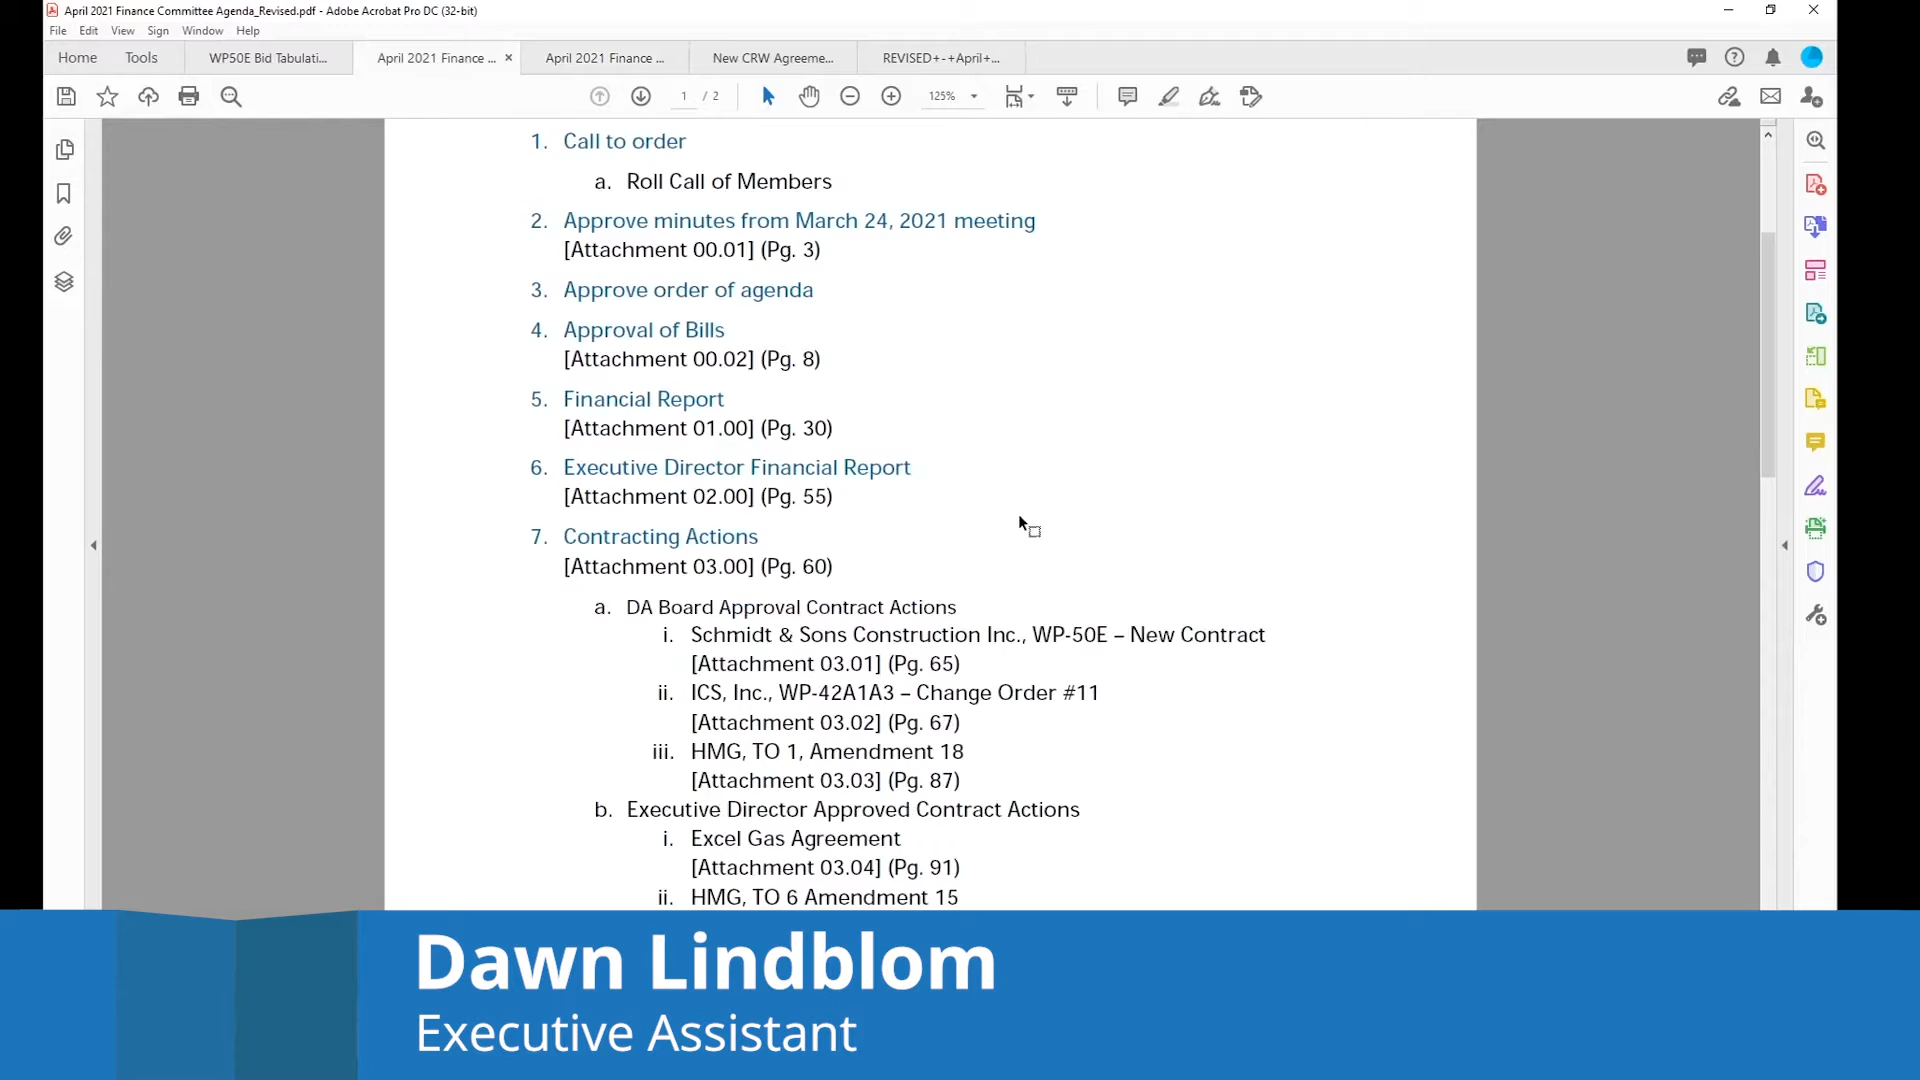 April 2021 Finance Committee Agenda_Revised.pdf - Adobe Acrobat Pro DC (32-bit)
File Edit View Sign Window Help
Home Tools WP50E Bid Tabulati... April 2021 Finance ... × April 2021 Finance ... New CRW Agreeme... REVISED+-+April+...
1 / 2 125%
1. Call to order
a. Roll Call of Members
2. Approve minutes from March 24, 2021 meeting
[Attachment 00.01] (Pg. 3)
3. Approve order of agenda
4. Approval of Bills
[Attachment 00.02] (Pg. 8)
5. Financial Report
[Attachment 01.00] (Pg. 30)
6. Executive Director Financial Report
[Attachment 02.00] (Pg. 55)
7. Contracting Actions
[Attachment 03.00] (Pg. 60)
a. DA Board Approval Contract Actions
i. Schmidt & Sons Construction Inc., WP-50E – New Contract
[Attachment 03.01] (Pg. 65)
ii. ICS, Inc., WP-42A1A3 – Change Order #11
[Attachment 03.02] (Pg. 67)
iii. HMG, TO 1, Amendment 18
[Attachment 03.03] (Pg. 87)
b. Executive Director Approved Contract Actions
i. Excel Gas Agreement
[Attachment 03.04] (Pg. 91)
ii. HMG, TO 6 Amendment 15
Dawn Lindblom
Executive Assistant